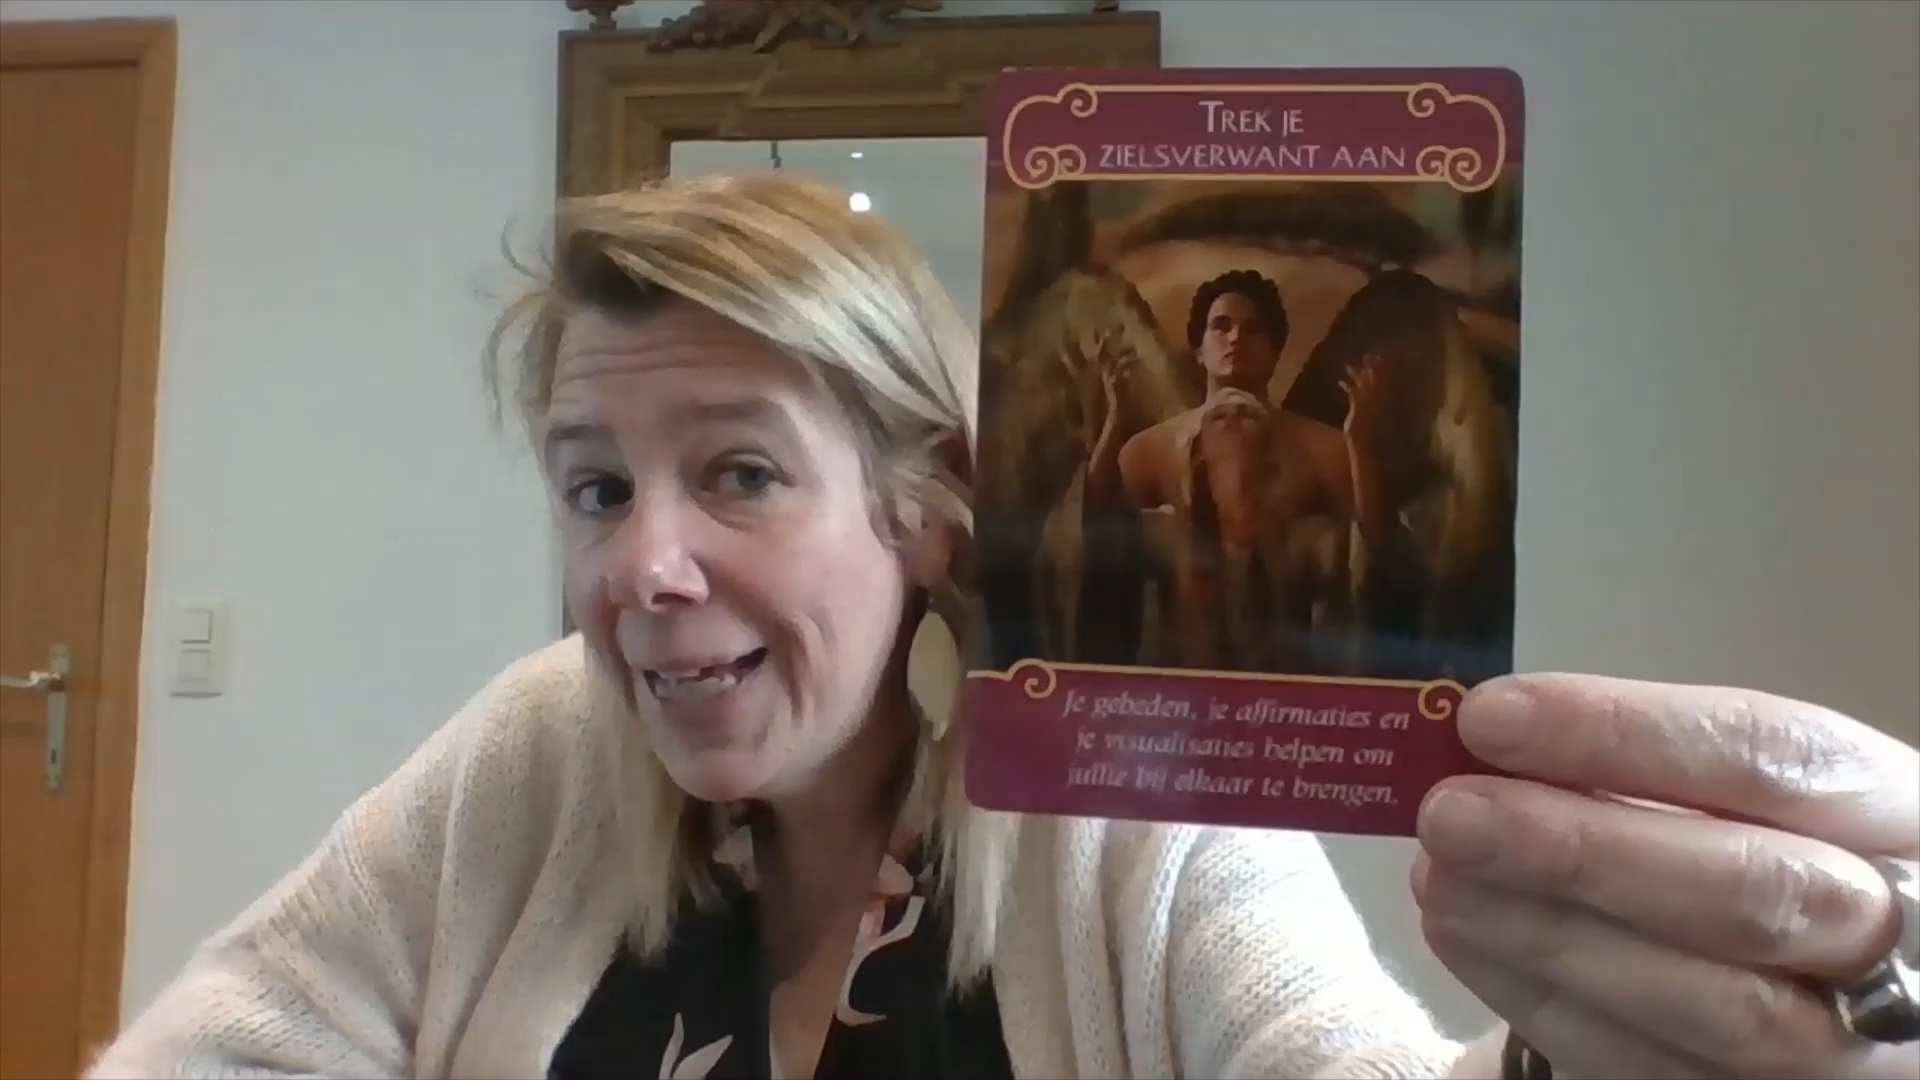 TREK JE
ZIELSVERWANT AAN
Je gebeden, je affirmaties en
je visualisaties helpen om
jullie bij elkaar te brengen.